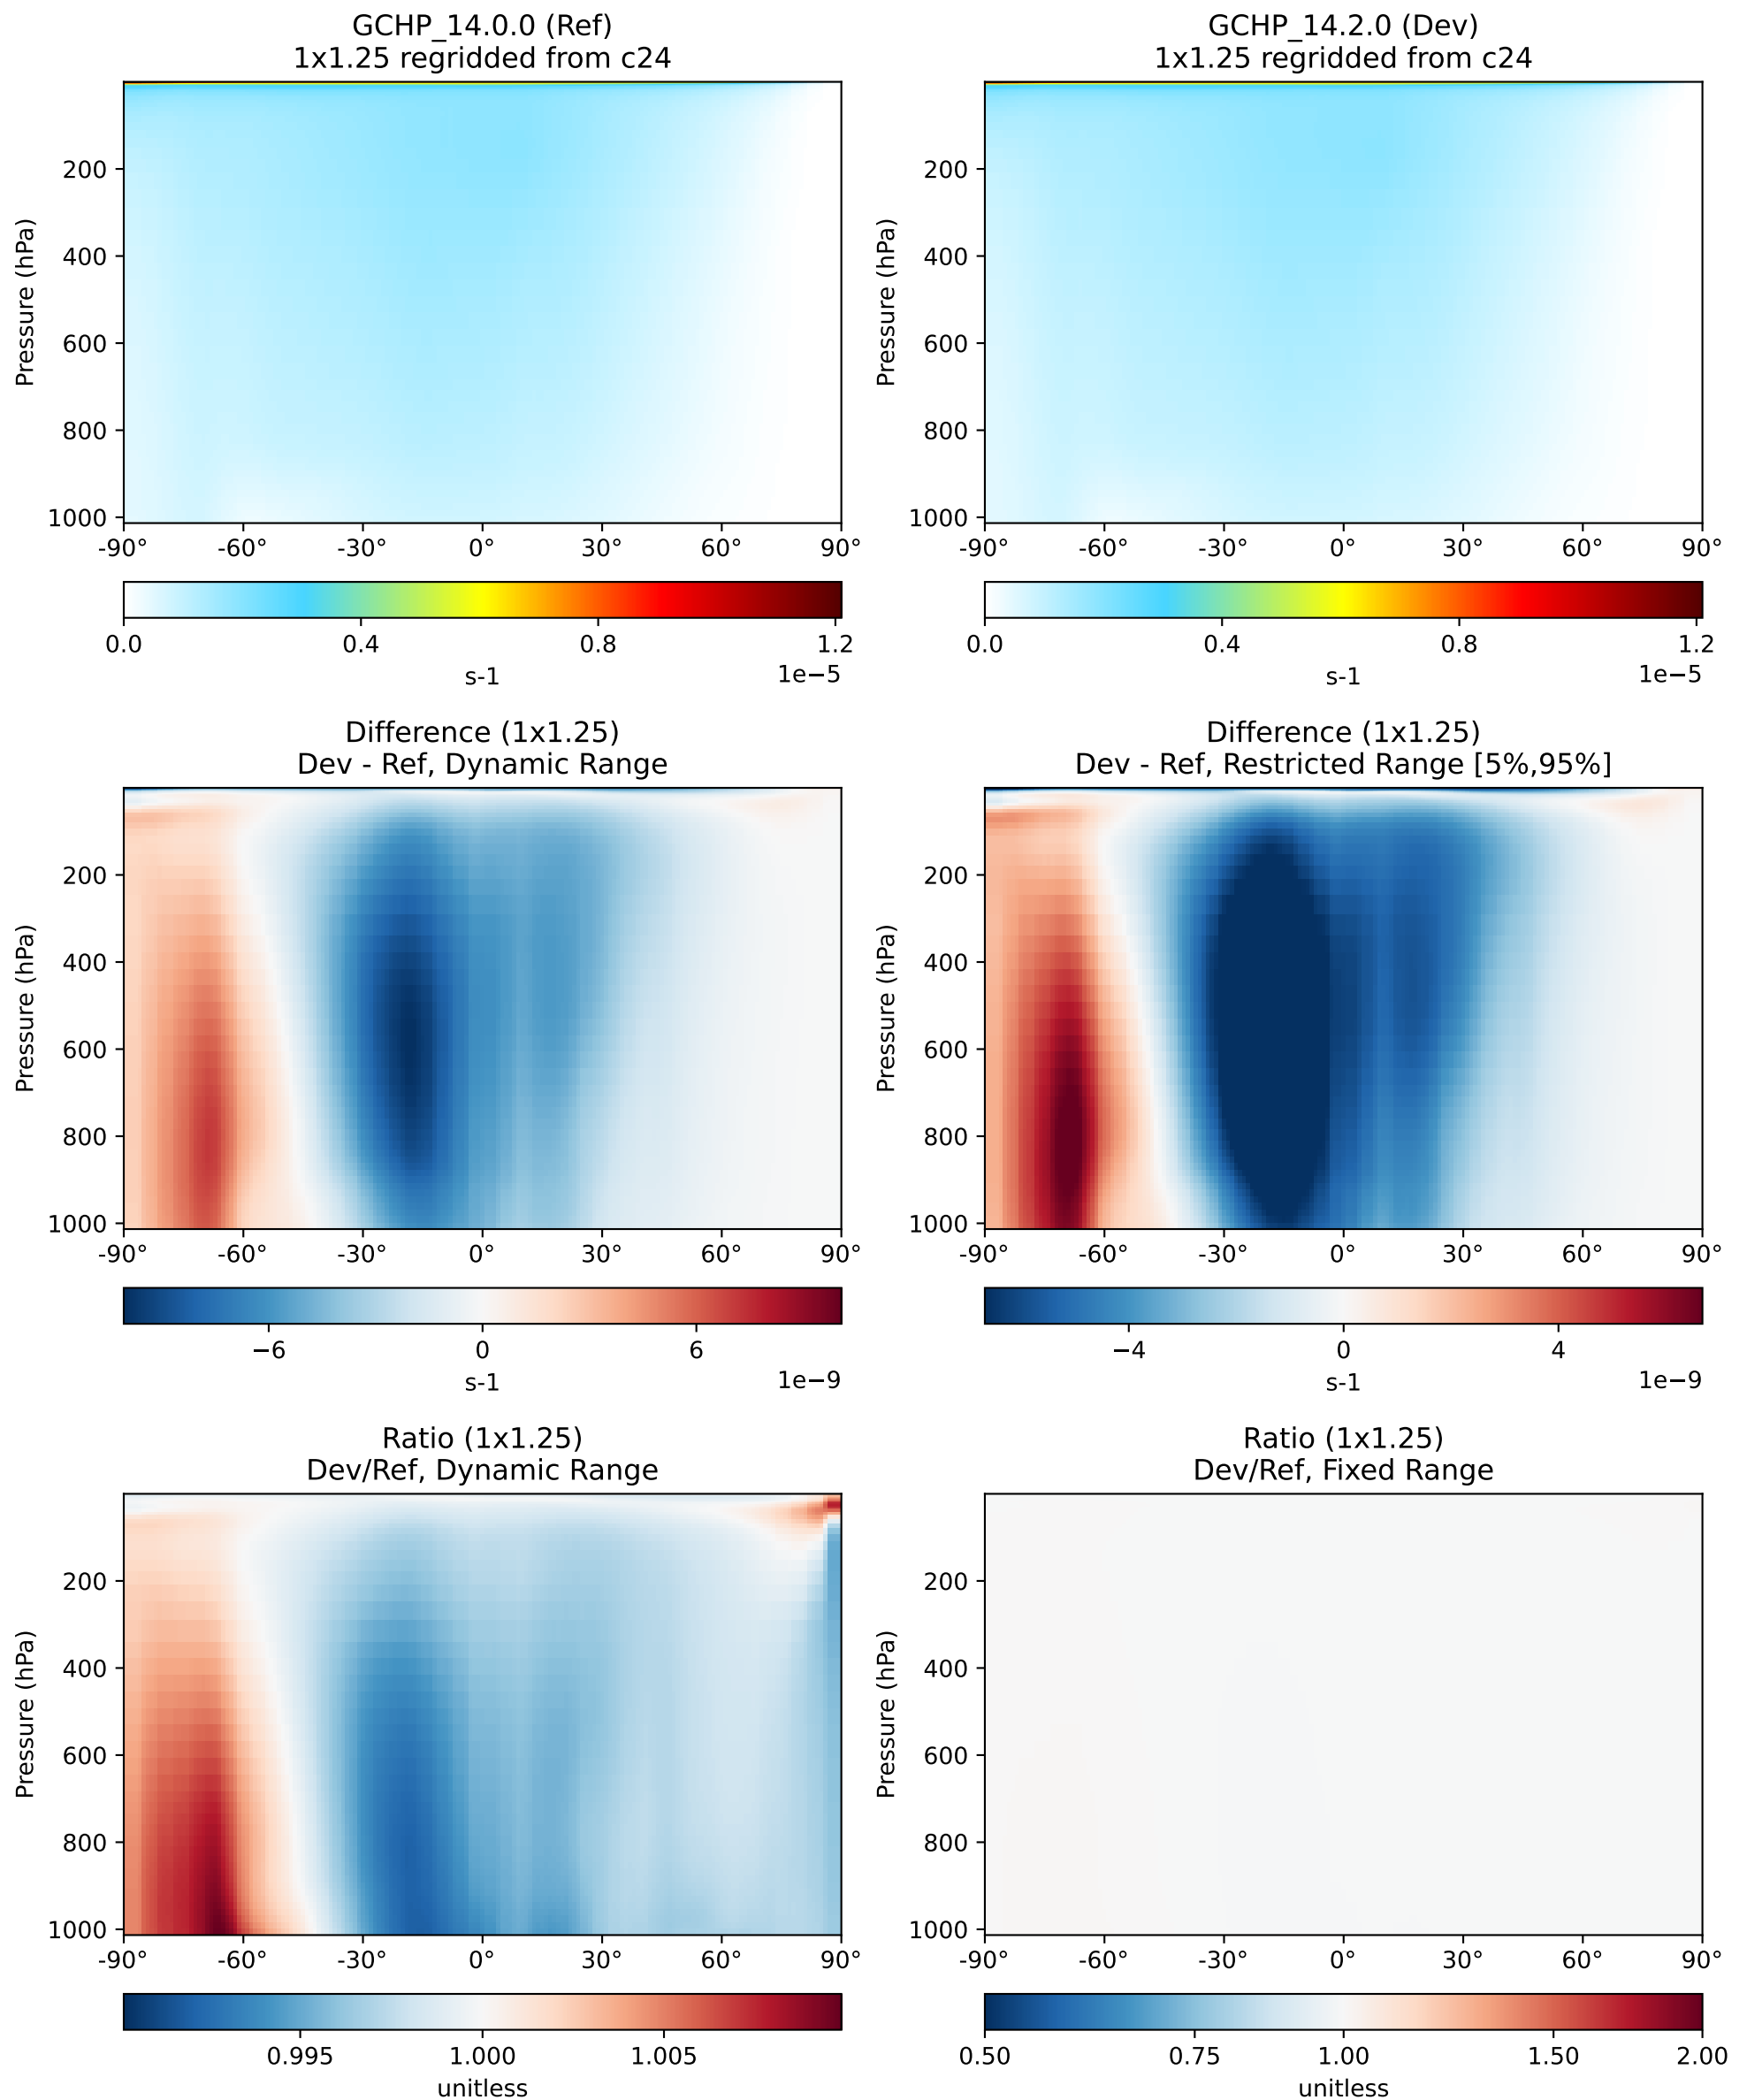 GCHP_14.0.0 (Ref)
1x1.25 regridded from c24
Pressure (hPa)
200
400
600
800
1000
-90° -60° -30° 0° 30° 60° 90°
0.0 0.4 0.8 1.2
s-1 1e−5
GCHP_14.2.0 (Dev)
1x1.25 regridded from c24
Pressure (hPa)
200
400
600
800
1000
-90° -60° -30° 0° 30° 60° 90°
0.0 0.4 0.8 1.2
s-1 1e−5
Difference (1x1.25)
Dev - Ref, Dynamic Range
Pressure (hPa)
200
400
600
800
1000
-90° -60° -30° 0° 30° 60° 90°
−6 0 6
s-1 1e−9
Difference (1x1.25)
Dev - Ref, Restricted Range [5%,95%]
Pressure (hPa)
200
400
600
800
1000
-90° -60° -30° 0° 30° 60° 90°
−4 0 4
s-1 1e−9
Ratio (1x1.25)
Dev/Ref, Dynamic Range
Pressure (hPa)
200
400
600
800
1000
-90° -60° -30° 0° 30° 60° 90°
0.995 1.000 1.005
unitless
Ratio (1x1.25)
Dev/Ref, Fixed Range
Pressure (hPa)
200
400
600
800
1000
-90° -60° -30° 0° 30° 60° 90°
0.50 0.75 1.00 1.50 2.00
unitless